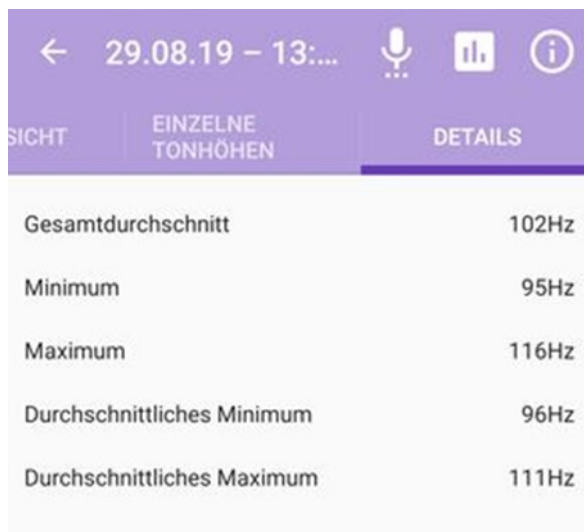 29.08.19 – 13:...
SICHT
EINZELNE
TONHÖHEN
DETAILS
Gesamtdurchschnitt 102Hz
Minimum 95Hz
Maximum 116Hz
Durchschnittliches Minimum 96Hz
Durchschnittliches Maximum 111Hz